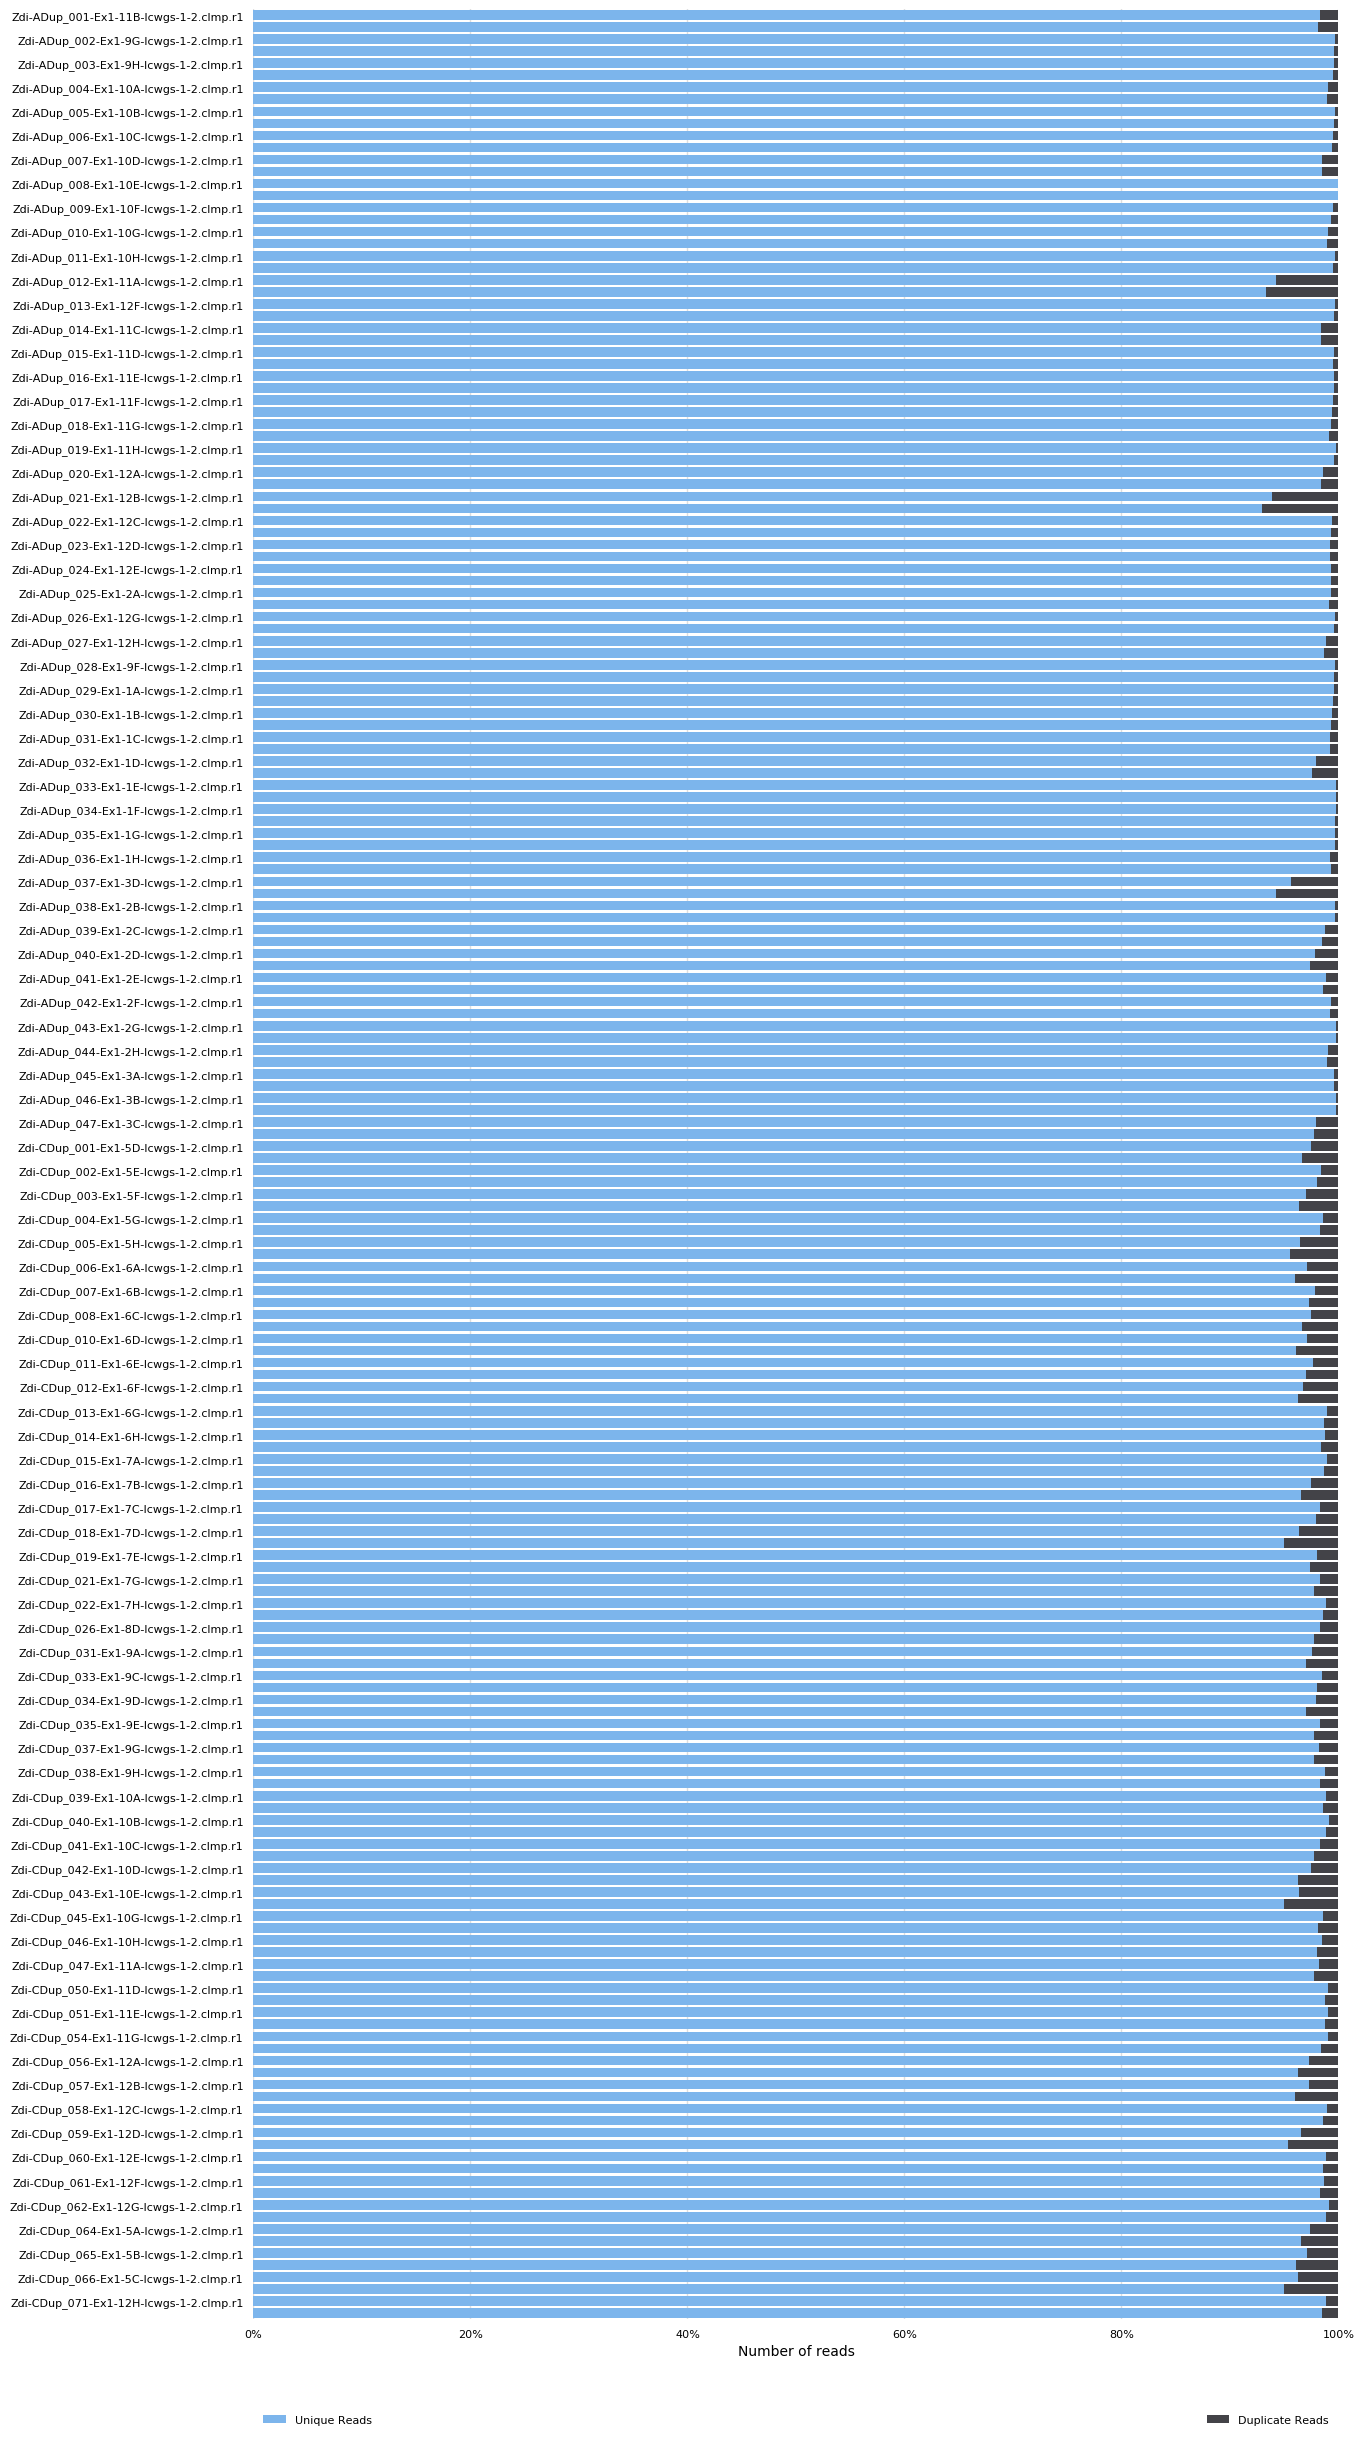 Zdi-ADup_001-Ex1-11B-lcwgs-1-2.clmp.r1
Zdi-ADup_002-Ex1-9G-lcwgs-1-2.clmp.r1
Zdi-ADup_003-Ex1-9H-lcwgs-1-2.clmp.r1
Zdi-ADup_004-Ex1-10A-lcwgs-1-2.clmp.r1
Zdi-ADup_005-Ex1-10B-lcwgs-1-2.clmp.r1
Zdi-ADup_006-Ex1-10C-lcwgs-1-2.clmp.r1
Zdi-ADup_007-Ex1-10D-lcwgs-1-2.clmp.r1
Zdi-ADup_008-Ex1-10E-lcwgs-1-2.clmp.r1
Zdi-ADup_009-Ex1-10F-lcwgs-1-2.clmp.r1
Zdi-ADup_010-Ex1-10G-lcwgs-1-2.clmp.r1
Zdi-ADup_011-Ex1-10H-lcwgs-1-2.clmp.r1
Zdi-ADup_012-Ex1-11A-lcwgs-1-2.clmp.r1
Zdi-ADup_013-Ex1-12F-lcwgs-1-2.clmp.r1
Zdi-ADup_014-Ex1-11C-lcwgs-1-2.clmp.r1
Zdi-ADup_015-Ex1-11D-lcwgs-1-2.clmp.r1
Zdi-ADup_016-Ex1-11E-lcwgs-1-2.clmp.r1
Zdi-ADup_017-Ex1-11F-lcwgs-1-2.clmp.r1
Zdi-ADup_018-Ex1-11G-lcwgs-1-2.clmp.r1
Zdi-ADup_019-Ex1-11H-lcwgs-1-2.clmp.r1
Zdi-ADup_020-Ex1-12A-lcwgs-1-2.clmp.r1
Zdi-ADup_021-Ex1-12B-lcwgs-1-2.clmp.r1
Zdi-ADup_022-Ex1-12C-lcwgs-1-2.clmp.r1
Zdi-ADup_023-Ex1-12D-lcwgs-1-2.clmp.r1
Zdi-ADup_024-Ex1-12E-lcwgs-1-2.clmp.r1
Zdi-ADup_025-Ex1-2A-lcwgs-1-2.clmp.r1
Zdi-ADup_026-Ex1-12G-lcwgs-1-2.clmp.r1
Zdi-ADup_027-Ex1-12H-lcwgs-1-2.clmp.r1
Zdi-ADup_028-Ex1-9F-lcwgs-1-2.clmp.r1
Zdi-ADup_029-Ex1-1A-lcwgs-1-2.clmp.r1
Zdi-ADup_030-Ex1-1B-lcwgs-1-2.clmp.r1
Zdi-ADup_031-Ex1-1C-lcwgs-1-2.clmp.r1
Zdi-ADup_032-Ex1-1D-lcwgs-1-2.clmp.r1
Zdi-ADup_033-Ex1-1E-lcwgs-1-2.clmp.r1
Zdi-ADup_034-Ex1-1F-lcwgs-1-2.clmp.r1
Zdi-ADup_035-Ex1-1G-lcwgs-1-2.clmp.r1
Zdi-ADup_036-Ex1-1H-lcwgs-1-2.clmp.r1
Zdi-ADup_037-Ex1-3D-lcwgs-1-2.clmp.r1
Zdi-ADup_038-Ex1-2B-lcwgs-1-2.clmp.r1
Zdi-ADup_039-Ex1-2C-lcwgs-1-2.clmp.r1
Zdi-ADup_040-Ex1-2D-lcwgs-1-2.clmp.r1
Zdi-ADup_041-Ex1-2E-lcwgs-1-2.clmp.r1
Zdi-ADup_042-Ex1-2F-lcwgs-1-2.clmp.r1
Zdi-ADup_043-Ex1-2G-lcwgs-1-2.clmp.r1
Zdi-ADup_044-Ex1-2H-lcwgs-1-2.clmp.r1
Zdi-ADup_045-Ex1-3A-lcwgs-1-2.clmp.r1
Zdi-ADup_046-Ex1-3B-lcwgs-1-2.clmp.r1
Zdi-ADup_047-Ex1-3C-lcwgs-1-2.clmp.r1
Zdi-CDup_001-Ex1-5D-lcwgs-1-2.clmp.r1
Zdi-CDup_002-Ex1-5E-lcwgs-1-2.clmp.r1
Zdi-CDup_003-Ex1-5F-lcwgs-1-2.clmp.r1
Zdi-CDup_004-Ex1-5G-lcwgs-1-2.clmp.r1
Zdi-CDup_005-Ex1-5H-lcwgs-1-2.clmp.r1
Zdi-CDup_006-Ex1-6A-lcwgs-1-2.clmp.r1
Zdi-CDup_007-Ex1-6B-lcwgs-1-2.clmp.r1
Zdi-CDup_008-Ex1-6C-lcwgs-1-2.clmp.r1
Zdi-CDup_010-Ex1-6D-lcwgs-1-2.clmp.r1
Zdi-CDup_011-Ex1-6E-lcwgs-1-2.clmp.r1
Zdi-CDup_012-Ex1-6F-lcwgs-1-2.clmp.r1
Zdi-CDup_013-Ex1-6G-lcwgs-1-2.clmp.r1
Zdi-CDup_014-Ex1-6H-lcwgs-1-2.clmp.r1
Zdi-CDup_015-Ex1-7A-lcwgs-1-2.clmp.r1
Zdi-CDup_016-Ex1-7B-lcwgs-1-2.clmp.r1
Zdi-CDup_017-Ex1-7C-lcwgs-1-2.clmp.r1
Zdi-CDup_018-Ex1-7D-lcwgs-1-2.clmp.r1
Zdi-CDup_019-Ex1-7E-lcwgs-1-2.clmp.r1
Zdi-CDup_021-Ex1-7G-lcwgs-1-2.clmp.r1
Zdi-CDup_022-Ex1-7H-lcwgs-1-2.clmp.r1
Zdi-CDup_026-Ex1-8D-lcwgs-1-2.clmp.r1
Zdi-CDup_031-Ex1-9A-lcwgs-1-2.clmp.r1
Zdi-CDup_033-Ex1-9C-lcwgs-1-2.clmp.r1
Zdi-CDup_034-Ex1-9D-lcwgs-1-2.clmp.r1
Zdi-CDup_035-Ex1-9E-lcwgs-1-2.clmp.r1
Zdi-CDup_037-Ex1-9G-lcwgs-1-2.clmp.r1
Zdi-CDup_038-Ex1-9H-lcwgs-1-2.clmp.r1
Zdi-CDup_039-Ex1-10A-lcwgs-1-2.clmp.r1
Zdi-CDup_040-Ex1-10B-lcwgs-1-2.clmp.r1
Zdi-CDup_041-Ex1-10C-lcwgs-1-2.clmp.r1
Zdi-CDup_042-Ex1-10D-lcwgs-1-2.clmp.r1
Zdi-CDup_043-Ex1-10E-lcwgs-1-2.clmp.r1
Zdi-CDup_045-Ex1-10G-lcwgs-1-2.clmp.r1
Zdi-CDup_046-Ex1-10H-lcwgs-1-2.clmp.r1
Zdi-CDup_047-Ex1-11A-lcwgs-1-2.clmp.r1
Zdi-CDup_050-Ex1-11D-lcwgs-1-2.clmp.r1
Zdi-CDup_051-Ex1-11E-lcwgs-1-2.clmp.r1
Zdi-CDup_054-Ex1-11G-lcwgs-1-2.clmp.r1
Zdi-CDup_056-Ex1-12A-lcwgs-1-2.clmp.r1
Zdi-CDup_057-Ex1-12B-lcwgs-1-2.clmp.r1
Zdi-CDup_058-Ex1-12C-lcwgs-1-2.clmp.r1
Zdi-CDup_059-Ex1-12D-lcwgs-1-2.clmp.r1
Zdi-CDup_060-Ex1-12E-lcwgs-1-2.clmp.r1
Zdi-CDup_061-Ex1-12F-lcwgs-1-2.clmp.r1
Zdi-CDup_062-Ex1-12G-lcwgs-1-2.clmp.r1
Zdi-CDup_064-Ex1-5A-lcwgs-1-2.clmp.r1
Zdi-CDup_065-Ex1-5B-lcwgs-1-2.clmp.r1
Zdi-CDup_066-Ex1-5C-lcwgs-1-2.clmp.r1
Zdi-CDup_071-Ex1-12H-lcwgs-1-2.clmp.r1
0% 20% 40% 60% 80% 100%
Number of reads
Unique Reads Duplicate Reads